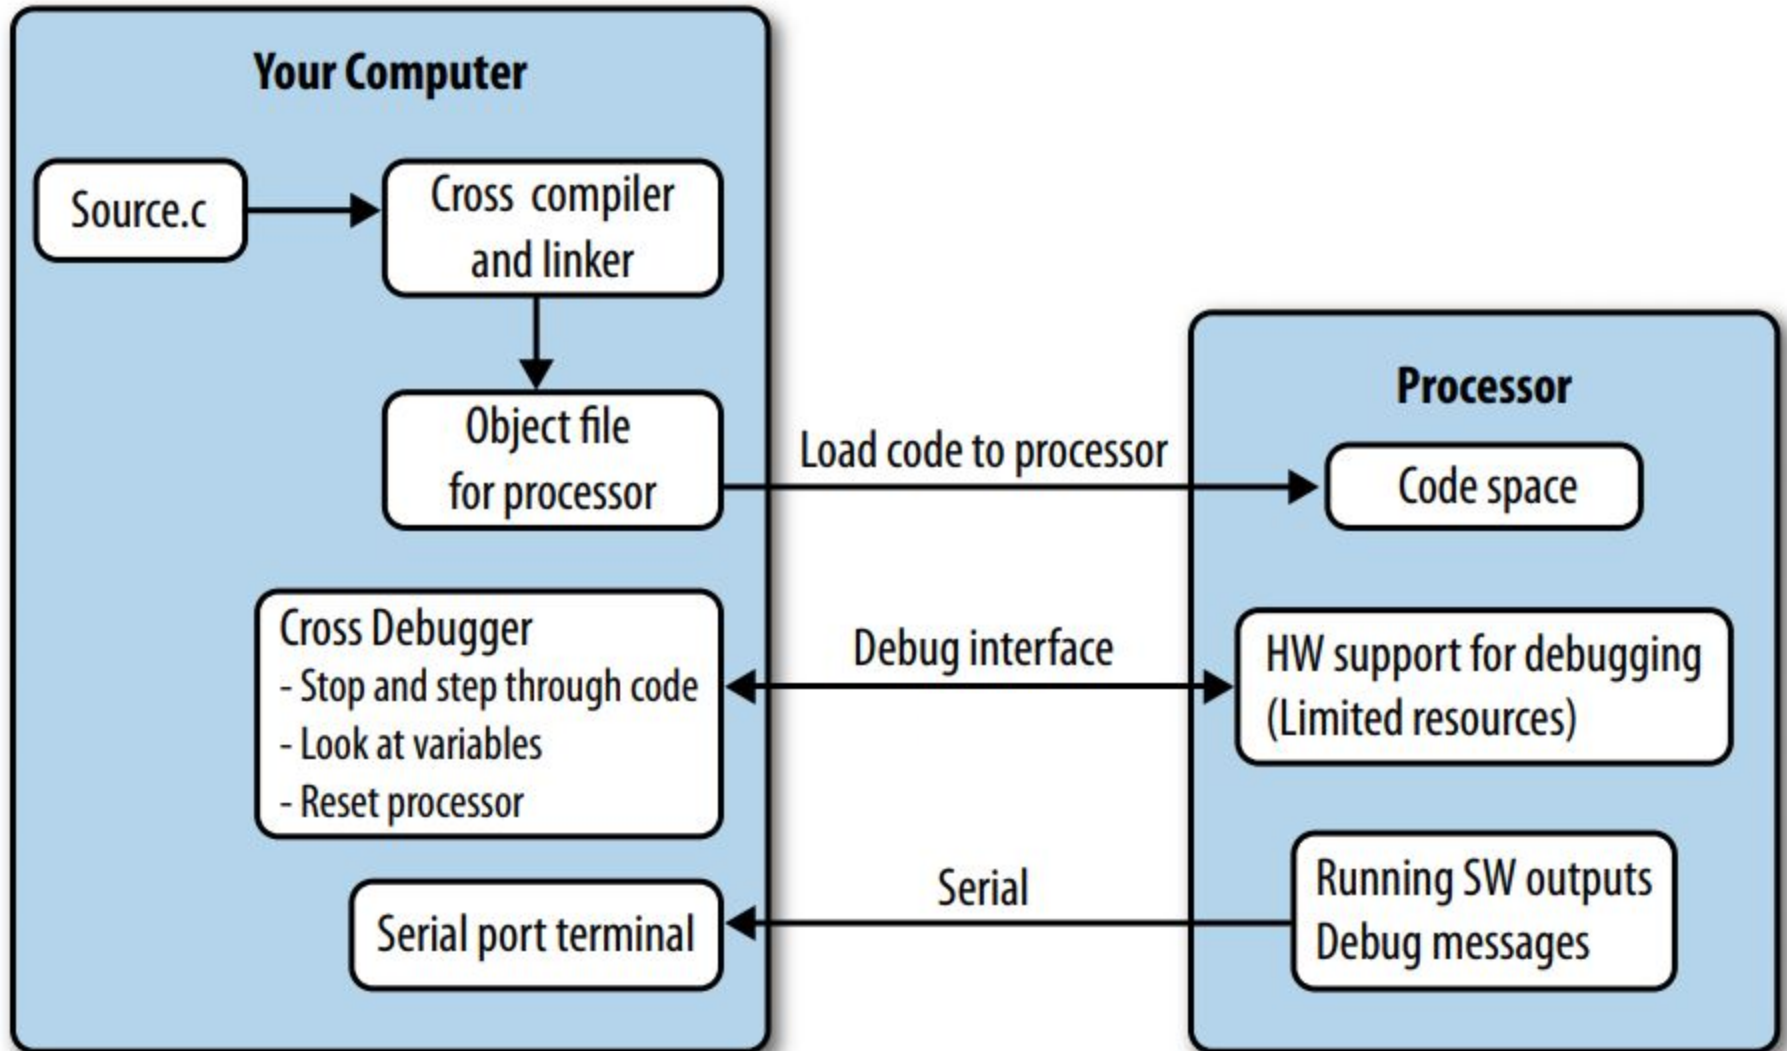 Your Computer
Source.c
Cross compiler
and linker
Object file
for processor
Load code to processor
Processor
Code space
Cross Debugger
- Stop and step through code
- Look at variables
- Reset processor
Debug interface
HW support for debugging
(Limited resources)
Serial port terminal
Serial
Running SW outputs
Debug messages